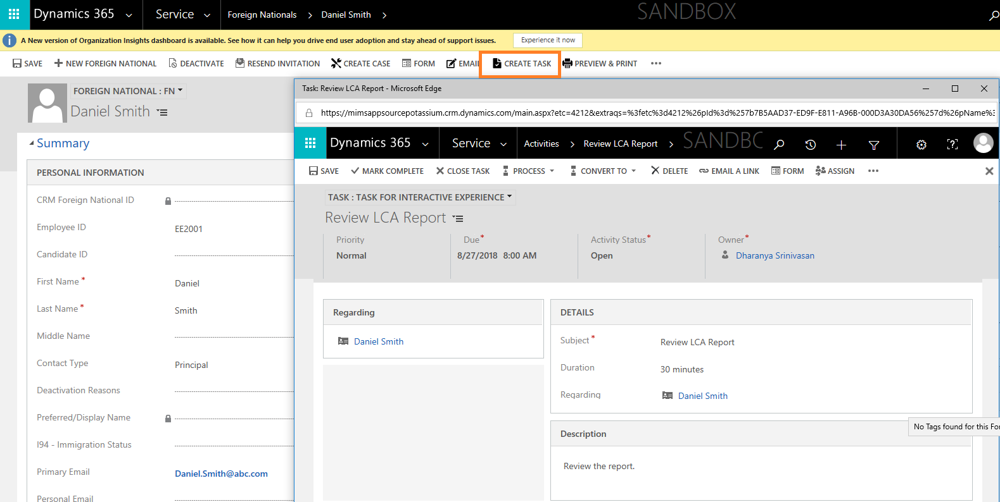 Dynamics 365 Service Foreign Nationals > Daniel Smith > SANDBOX
A New version of Organization Insights dashboard is available. See how it can help you drive end user adoption and stay ahead of support issues. Experience it now
SAVE NEW FOREIGN NATIONAL DEACTIVATE RESEND INVITATION CREATE CASE FORM EMAI CREATE TASK PREVIEW & PRINT ...
FOREIGN NATIONAL : FN
Daniel Smith
Summary
PERSONAL INFORMATION
CRM Foreign National ID
Employee ID EE2001
Candidate ID
First Name * Daniel
Last Name * Smith
Middle Name
Contact Type Principal
Deactivation Reasons
Preferred/Display Name
I94 - Immigration Status
Primary Email Daniel.Smith@abc.com
Personal Email
Task: Review LCA Report - Microsoft Edge
https://mimsappsourcepotassium.crm.dynamics.com/main.aspx?etc=4212&extraqs=%3fetc%3d4212%26pId%3d%257b7B5AAD37-ED9F-E811-A96B-000D3A30DA56%257d%26pName%3
Dynamics 365 Service Activities > Review LCA Report > SANDBO
SAVE MARK COMPLETE CLOSE TASK PROCESS CONVERT TO DELETE EMAIL A LINK FORM ASSIGN ...
TASK : TASK FOR INTERACTIVE EXPERIENCE
Review LCA Report
Priority Due* Activity Status* Owner*
Normal 8/27/2018 8:00 AM Open Dharanya Srinivasan
Regarding
Daniel Smith
DETAILS
Subject * Review LCA Report
Duration 30 minutes
Regarding Daniel Smith
No Tags found for this For
Description
Review the report.